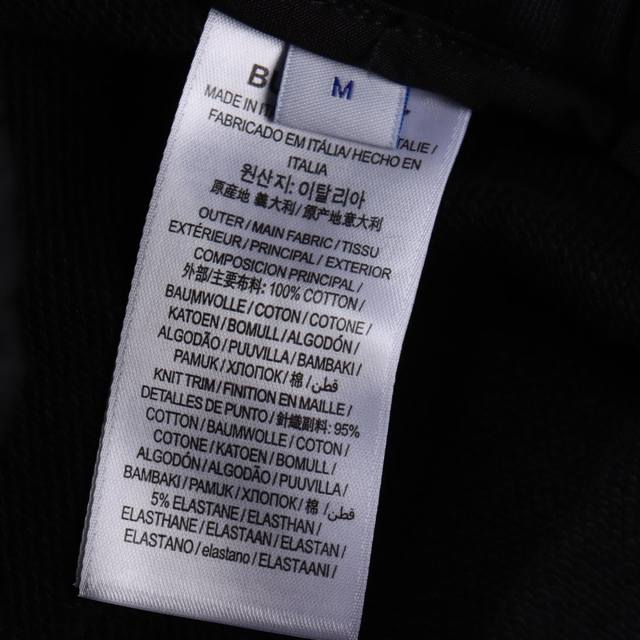 BU
M
MADE IN IT
TALIE /
FABRICADO EM ITÁLIA/ HECHO EN
ITALIA
원산지: 이탈리아
原産地 義大利/ 原产地意大利
OUTER / MAIN FABRIC / TISSU
EXTÉRIEUR / PRINCIPAL / EXTERIOR
COMPOSICION PRINCIPAL /
外部/主要布料: 100% COTTON /
BAUMWOLLE / COTON / COTONE /
KATOEN / BOMULL / ALGODÓN /
ALGODÃO / PUUVILLA / BAMBAKI /
PAMUK / ХЛОПОК / 棉 / قطن /
KNIT TRIM / FINITION EN MAILLE /
DETALLES DE PUNTO / 針織副料: 95%
COTTON / BAUMWOLLE / COTON /
COTONE / KATOEN / BOMULL /
ALGODÓN / ALGODÃO / PUUVILLA /
BAMBAKI / PAMUK / ХЛОПОК / 棉 / قطن /
5% ELASTANE / ELASTHAN /
ELASTHANE / ELASTAAN / ELASTAN /
ELASTANO / elastano / ELASTAANI /